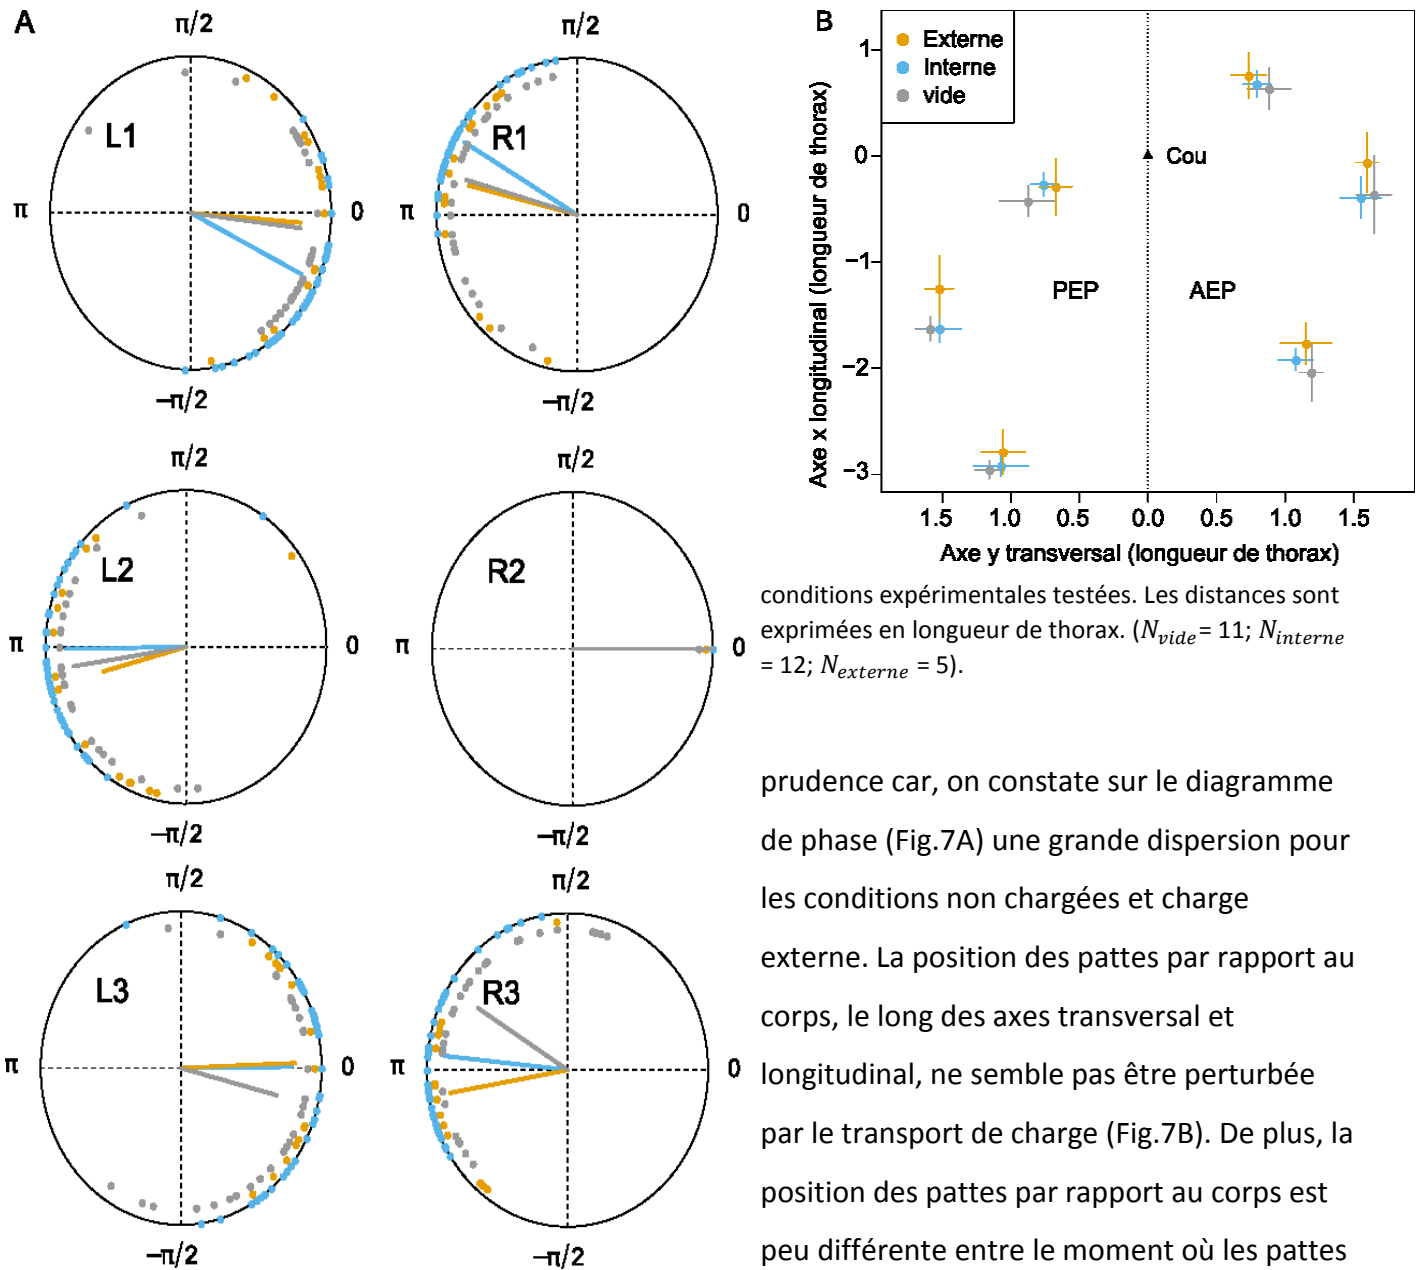 A
π/2
L1
π
0
−π/2
π/2
R1
π
0
−π/2
π/2
L2
π
−π/2
π/2
R2
π
0
−π/2
π/2
L3
π
0
−π/2
π/2
R3
π
0
−π/2
B
Externe
Interne
vide
Cou
PEP
AEP
1
0
−1
−2
−3
Axe x longitudinal (longueur de thorax)
1.5 1.0 0.5 0.0 0.5 1.0 1.5
Axe y transversal (longueur de thorax)
conditions expérimentales testées. Les distances sont
exprimées en longueur de thorax. (N_vide = 11; N_interne
= 12; N_externe = 5).
prudence car, on constate sur le diagramme
de phase (Fig.7A) une grande dispersion pour
les conditions non chargées et charge
externe. La position des pattes par rapport au
corps, le long des axes transversal et
longitudinal, ne semble pas être perturbée
par le transport de charge (Fig.7B). De plus, la
position des pattes par rapport au corps est
peu différente entre le moment où les pattes